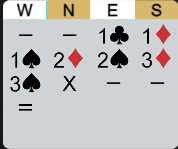 W N E S
– – 1♣ 1♦
1♠ 2♦ 2♠ 3♦
3♠ X – –
=